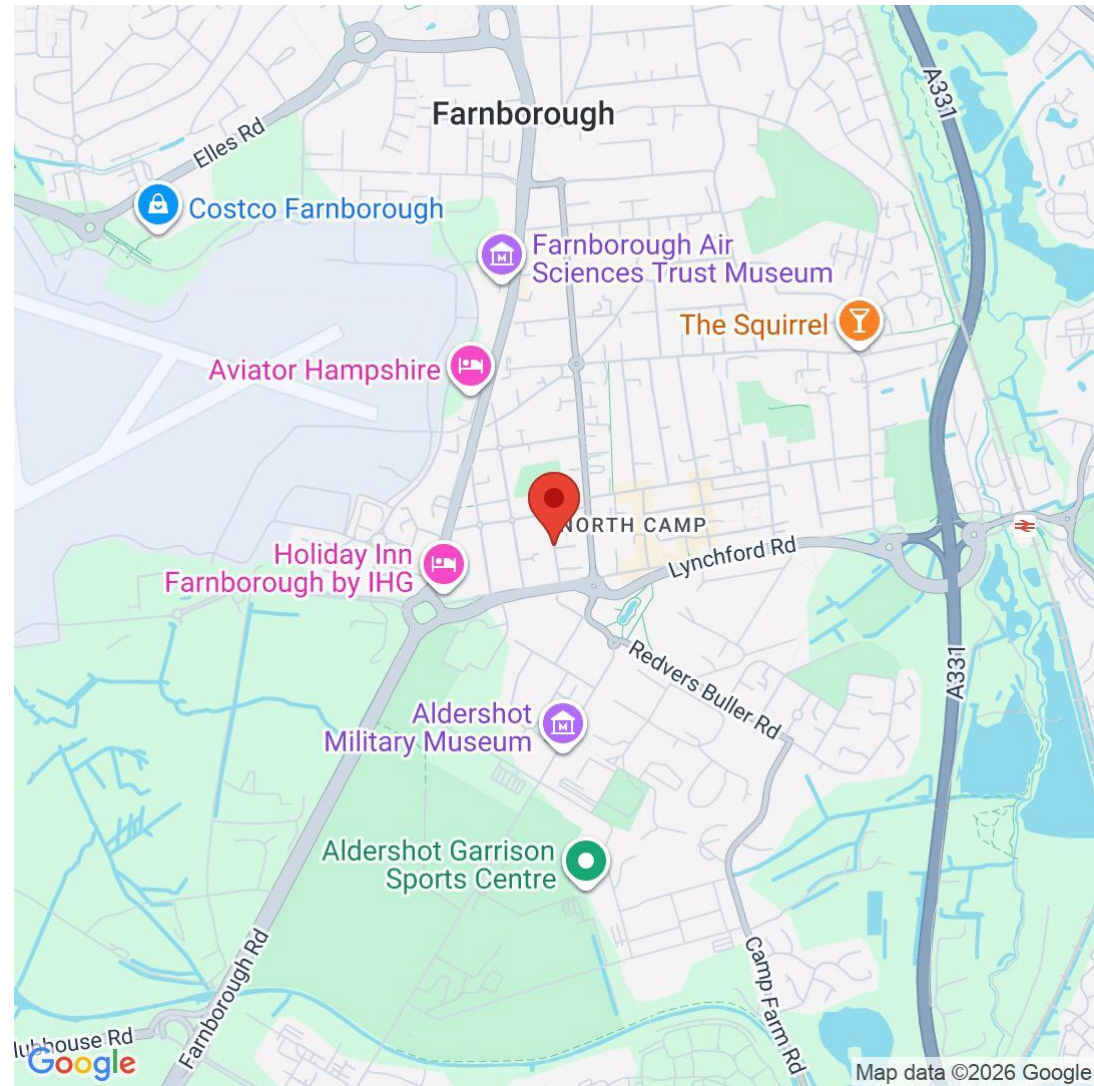 A331
Farnborough
Elles Rd
Costco Farnborough
Farnborough Air
Sciences Trust Museum
The Squirrel
Aviator Hampshire
NORTH CAMP
Lynchford Rd
Holiday Inn
Farnborough by IHG
Redvers Buller Rd
A331
Aldershot
Military Museum
Aldershot Garrison
Sports Centre
Farnborough Rd
Camp Farm Rd
lubhouse Rd
Google
Map data ©2026 Google